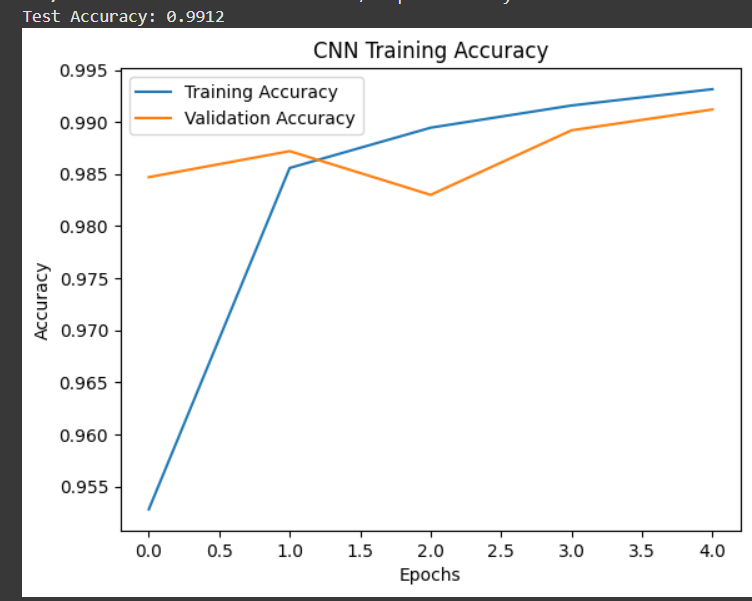 Test Accuracy: 0.9912
CNN Training Accuracy
Training Accuracy
Validation Accuracy
0.995
0.990
0.985
0.980
0.975
0.970
0.965
0.960
0.955
Accuracy
0.0 0.5 1.0 1.5 2.0 2.5 3.0 3.5 4.0
Epochs